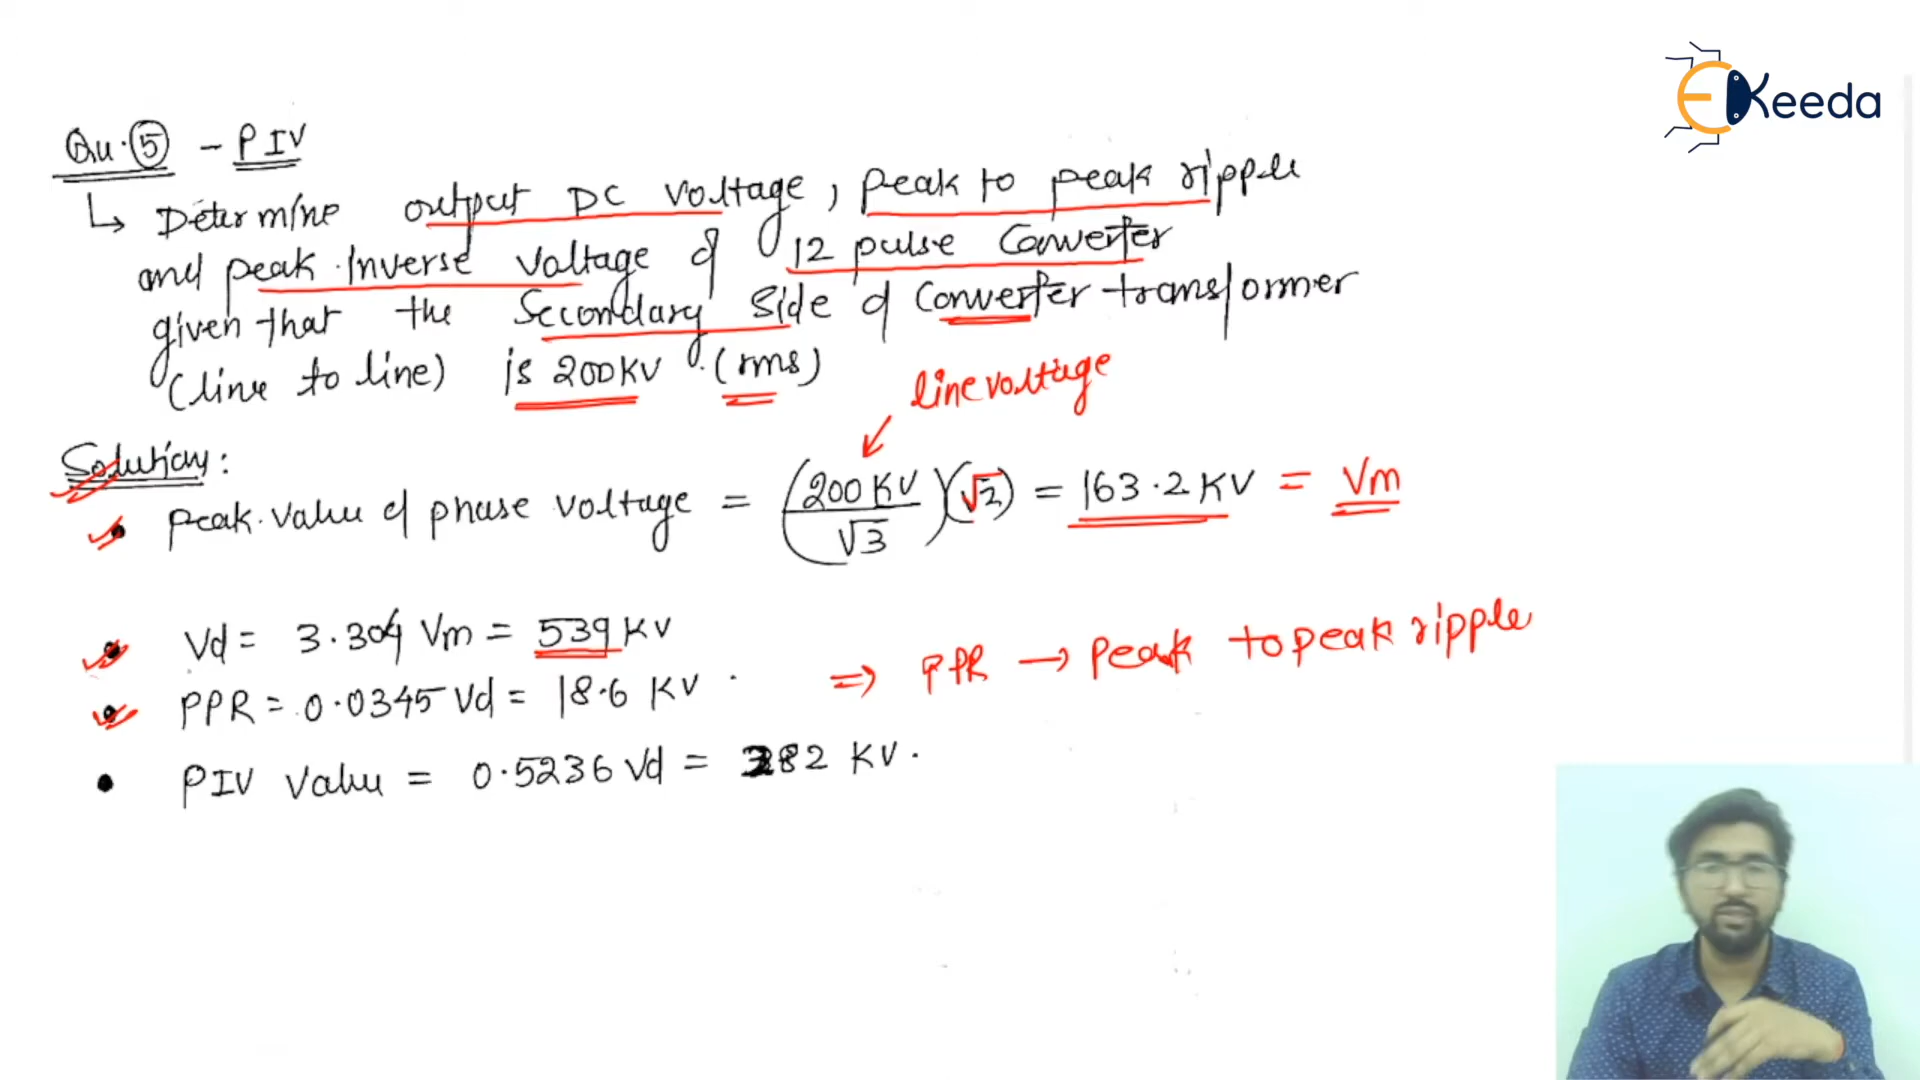 EKeeda
Qu. 5 - PIV
↳ Determine output DC voltage, peak to peak ripple
and peak inverse voltage of 12 pulse Converter
given that the Secondary Side of Converter transformer
(line to line) is 200KV (rms)
line voltage
Solution:
• peak value of phase voltage = (200KV/√3)(√2) = 163.2 KV = Vm
• Vd = 3.304 Vm = 539 KV
• PPR = 0.0345 Vd = 18.6 KV. ⇒ PPR → Peak to peak ripple
• PIV value = 0.5236 Vd = 282 KV.